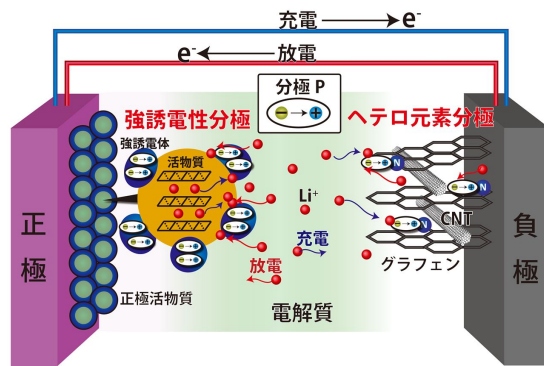 充電 e-
e- 放電
分極 P
強誘電性分極
ヘテロ元素分極
強誘電体
活物質
Li+
充電
放電
電解質
正極
正極活物質
N
N
N
CNT
グラフェン
負極